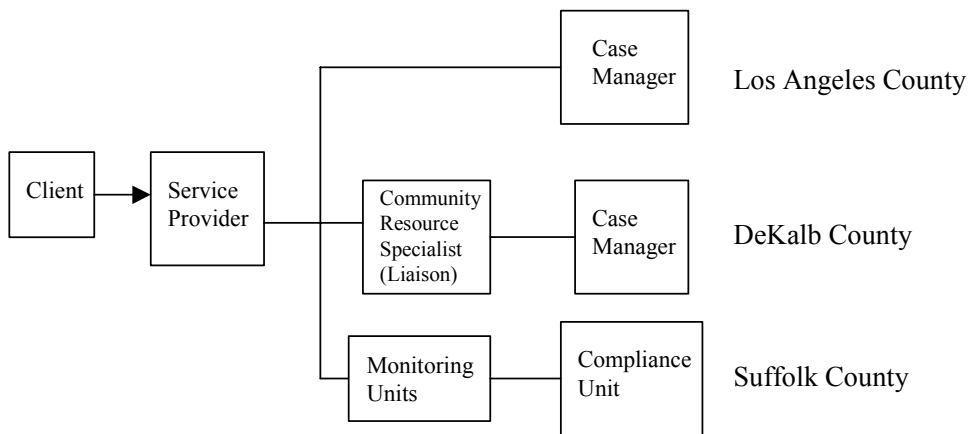 Client
Service
Provider
Case
Manager
Los Angeles County
Community
Resource
Specialist
(Liaison)
Case
Manager
DeKalb County
Monitoring
Units
Compliance
Unit
Suffolk County